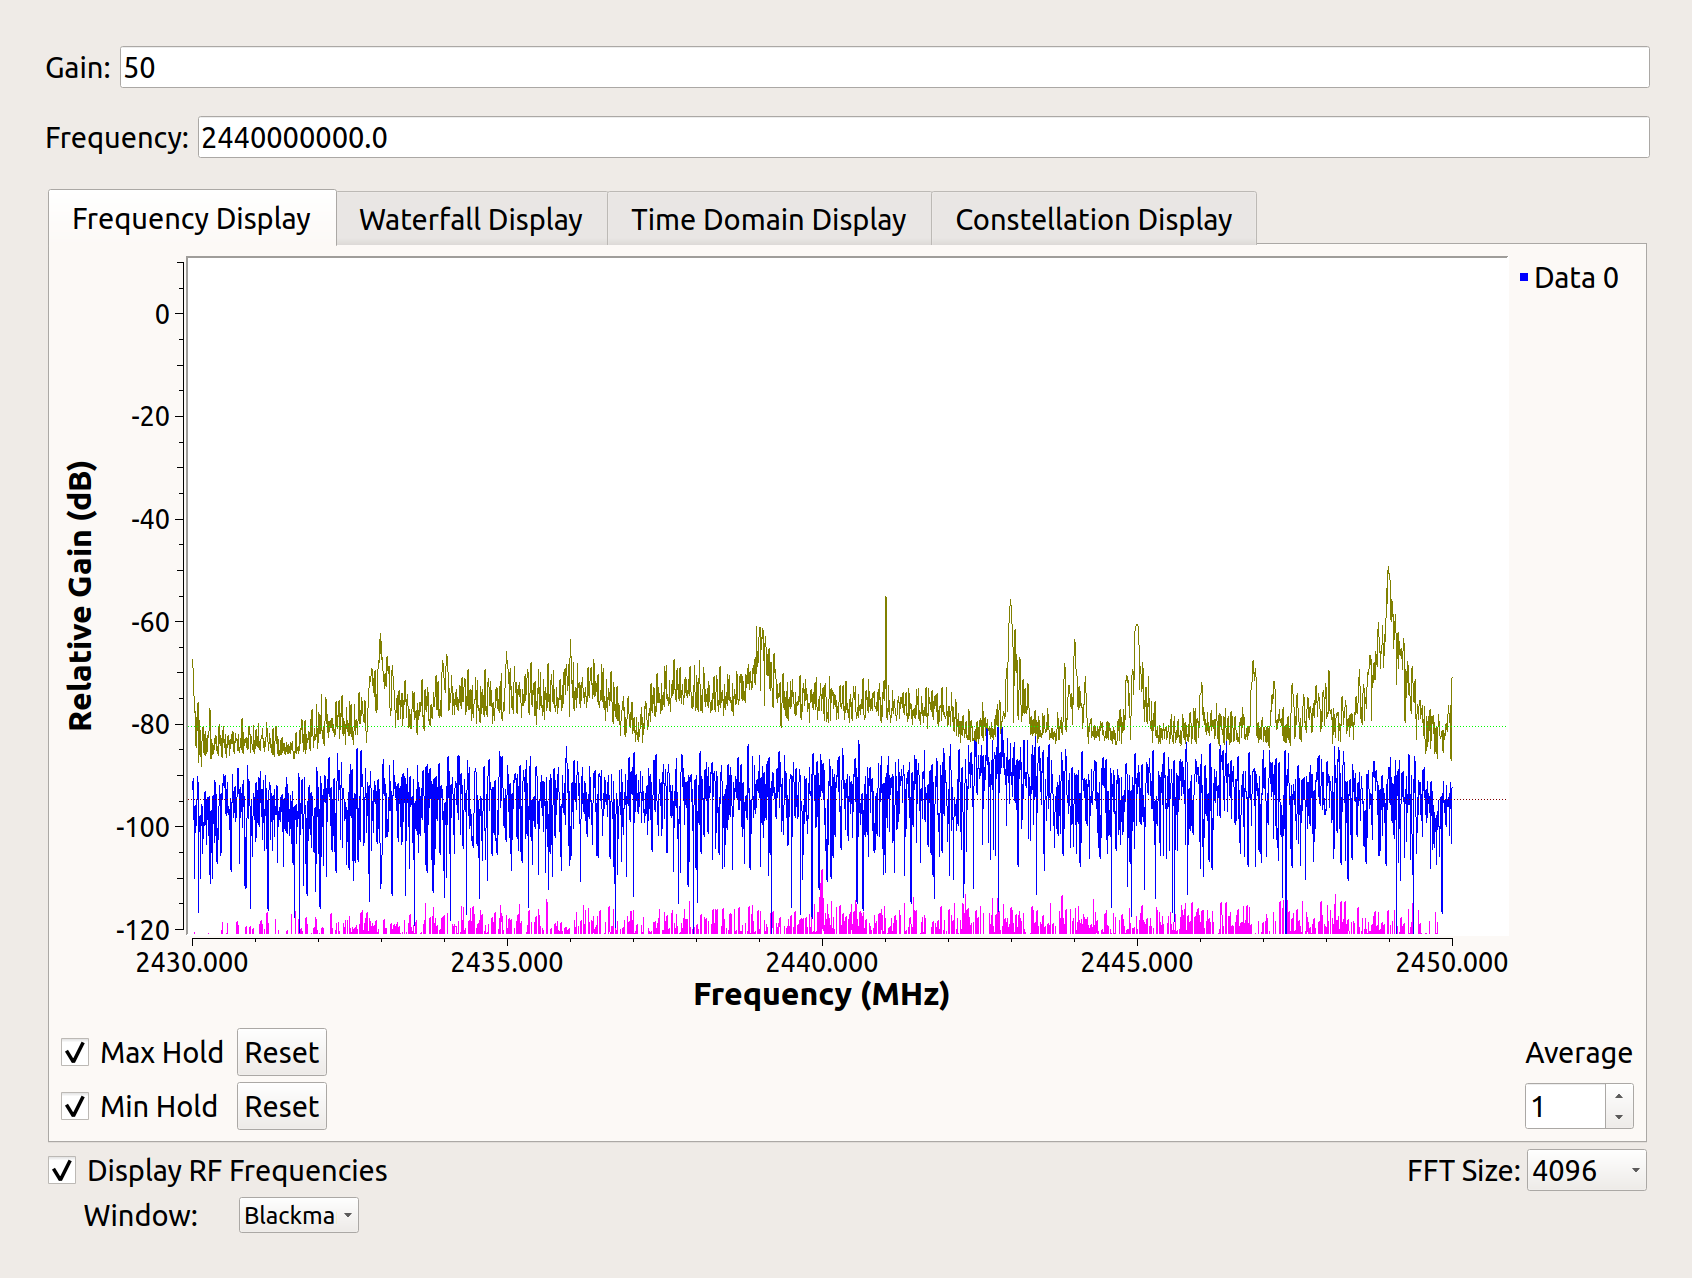 Gain: 50
Frequency: 2440000000.0
Frequency Display Waterfall Display Time Domain Display Constellation Display
Data 0
0
-20
-40
-60
-80
-100
-120
Relative Gain (dB)
2430.000 2435.000 2440.000 2445.000 2450.000
Frequency (MHz)
Max Hold Reset Average
Min Hold Reset 1
Display RF Frequencies FFT Size: 4096
Window: Blackma